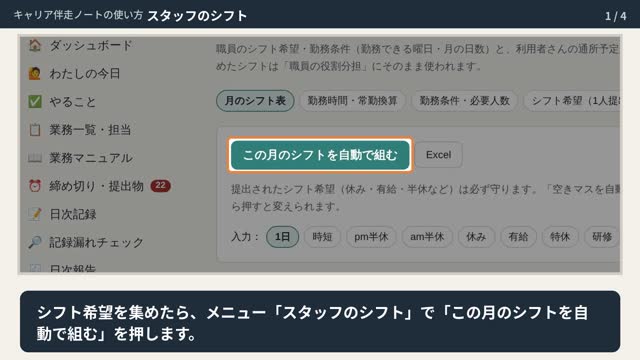 キャリア伴走ノートの使い方 スタッフのシフト
1 / 4
ダッシュボード
わたしの今日
やること
業務一覧・担当
業務マニュアル
締め切り・提出物 22
日次記録
記録漏れチェック
日次報告
職員のシフト希望・勤務条件（勤務できる曜日・月の日数）と、利用者さんの通所予定
めたシフトは「職員の役割分担」にそのまま使われます。
月のシフト表 勤務時間・常勤換算 勤務条件・必要人数 シフト希望（1人提
この月のシフトを自動で組む Excel
提出されたシフト希望（休み・有給・半休など）は必ず守ります。「空きマスを自動
ら押すと変えられます。
入力： 1日 時短 pm半休 am半休 休み 有給 特休 研修
シフト希望を集めたら、メニュー「スタッフのシフト」で「この月のシフトを自
動で組む」を押します。